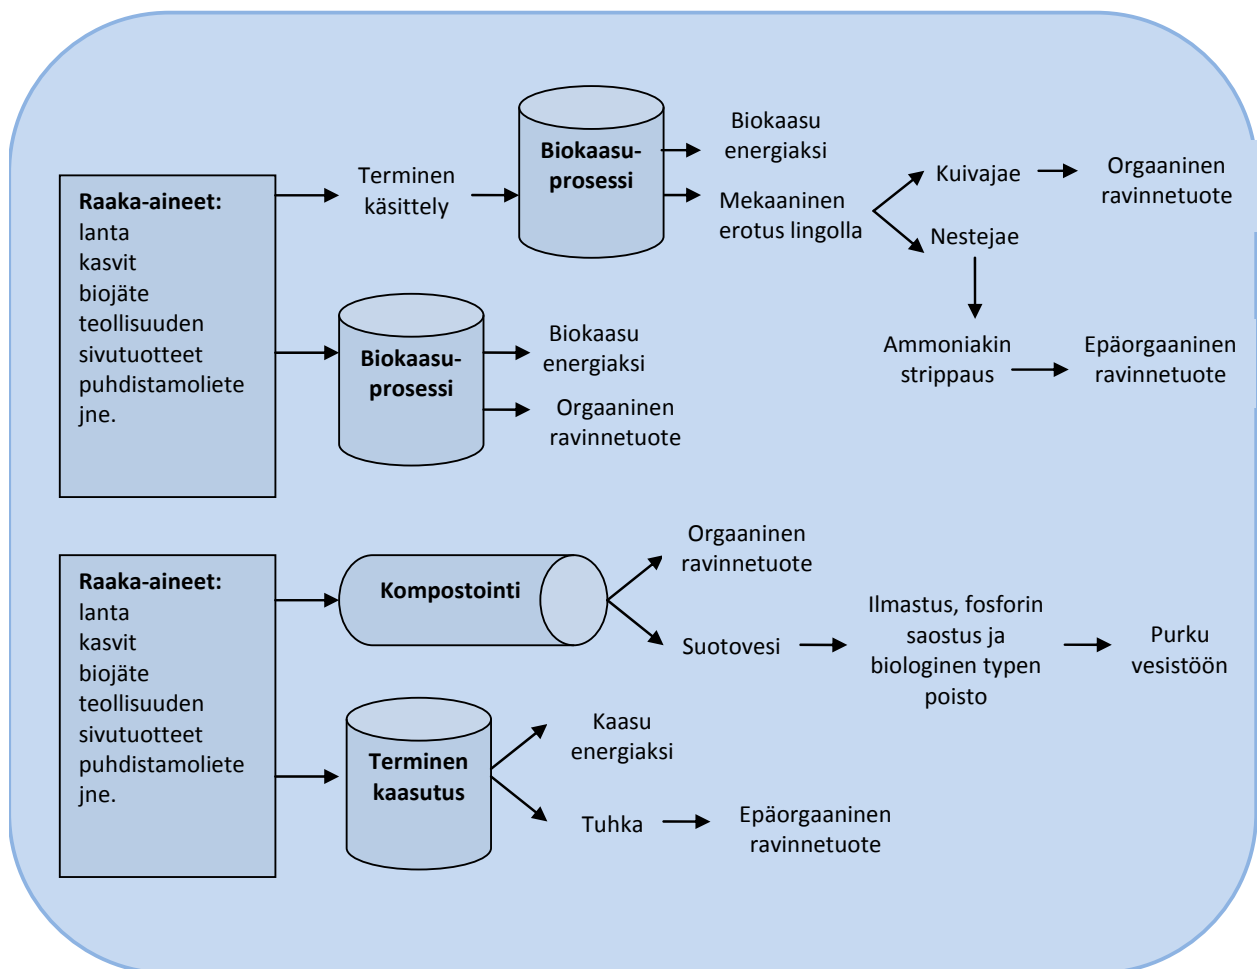 Raaka-aineet:
lanta
kasvit
biojäte
teollisuuden
sivutuotteet
puhdistamoliete
jne.
Terminen
käsittely
Biokaasu-
prosessi
Biokaasu
energiaksi
Mekaaninen
erotus lingolla
Kuivajae
Orgaaninen
ravinnetuote
Nestejae
Ammoniakin
strippaus
Epäorgaaninen
ravinnetuote
Biokaasu-
prosessi
Biokaasu
energiaksi
Orgaaninen
ravinnetuote
Raaka-aineet:
lanta
kasvit
biojäte
teollisuuden
sivutuotteet
puhdistamoliete
jne.
Kompostointi
Orgaaninen
ravinnetuote
Suotovesi
Ilmastus, fosforin
saostus ja
biologinen typen
poisto
Purku
vesistöön
Terminen
kaasutus
Kaasu
energiaksi
Tuhka
Epäorgaaninen
ravinnetuote